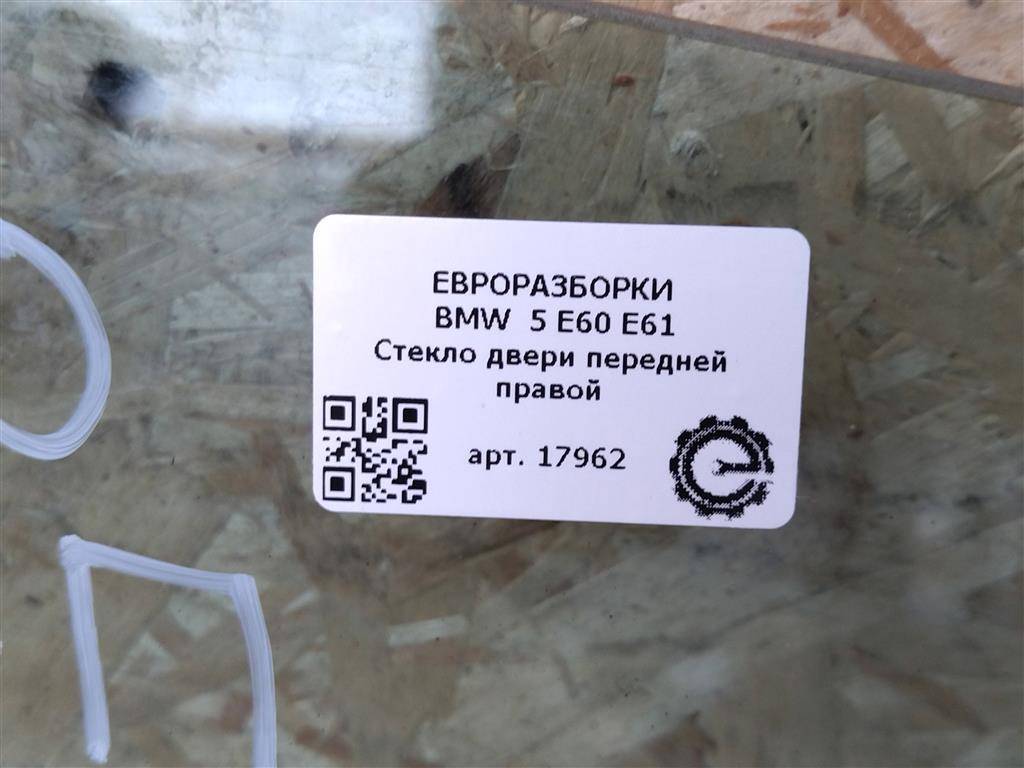 ЕВРОРАЗБОРКИ
BMW 5 E60 E61
Стекло двери передней
правой
арт. 17962
П